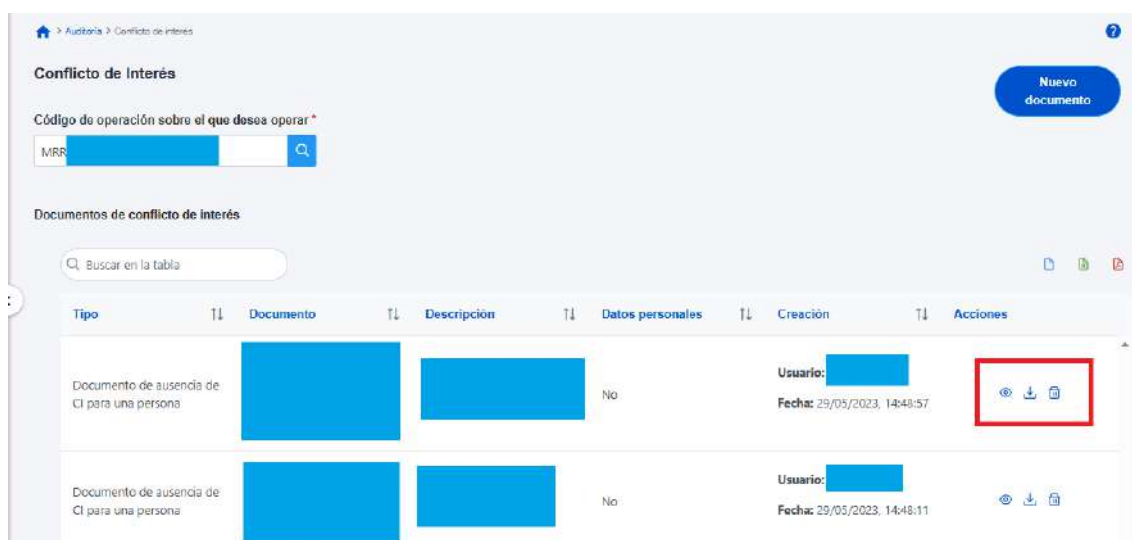 > Auditoría > Conflicto de interés
Conflicto de Interés
Nuevo
documento
Código de operación sobre el que desea operar *
MRR
Documentos de conflicto de interés
Buscar en la tabla
Tipo Documento Descripción Datos personales Creación Acciones
Documento de ausencia de
CI para una persona
No
Usuario:
Fecha: 29/05/2023, 14:48:57
Documento de ausencia de
CI para una persona
No
Usuario:
Fecha: 29/05/2023, 14:48:11